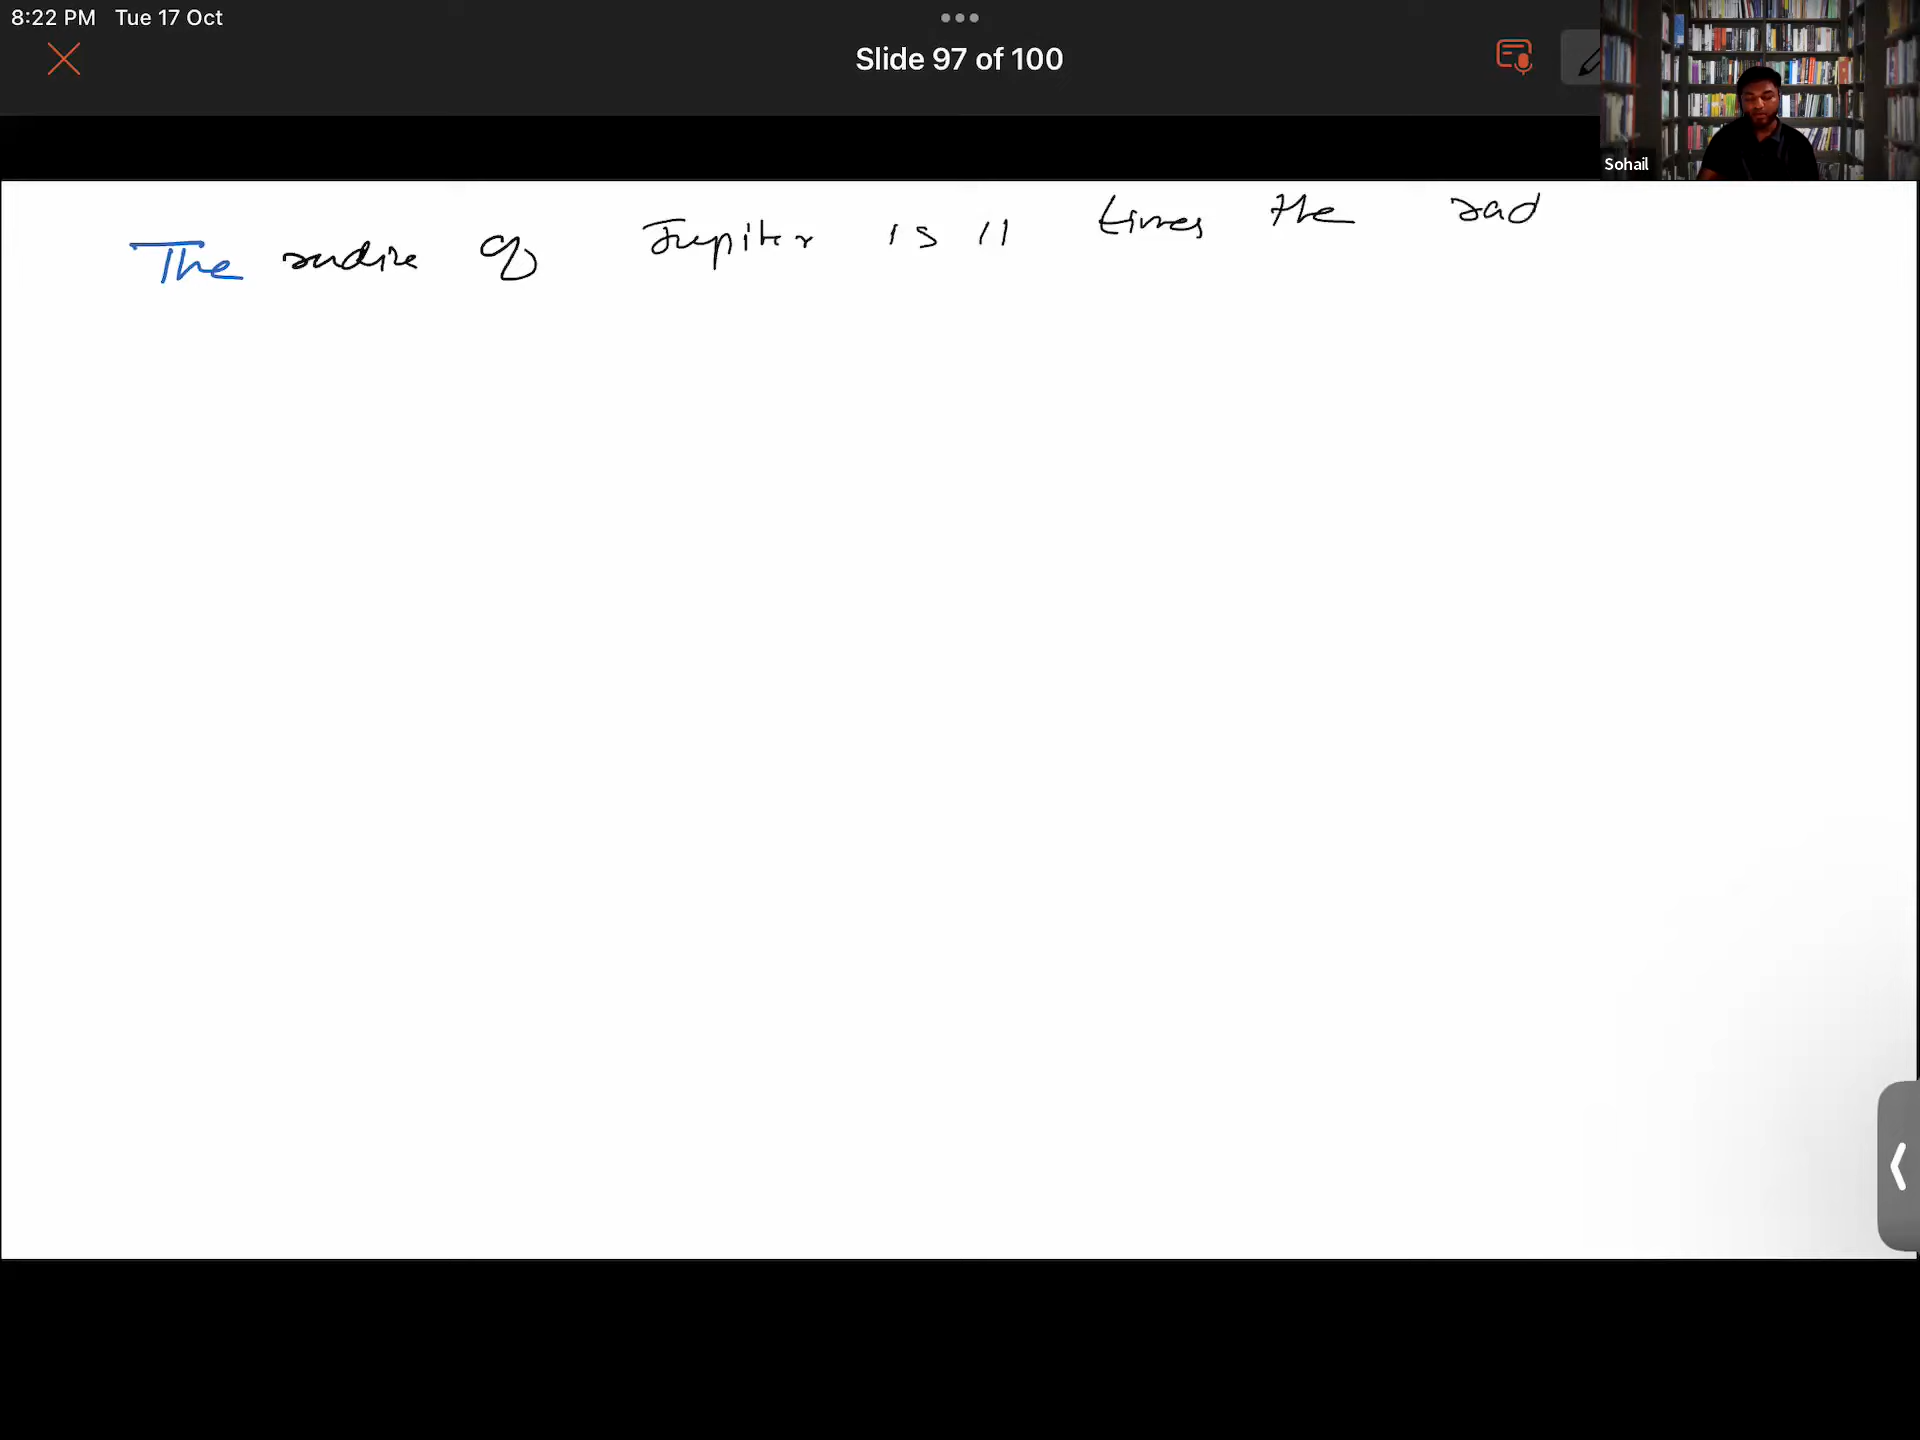 8:22 PM Tue 17 Oct
Slide 97 of 100
Sohail
The radius of Jupiter is 11 times the rad